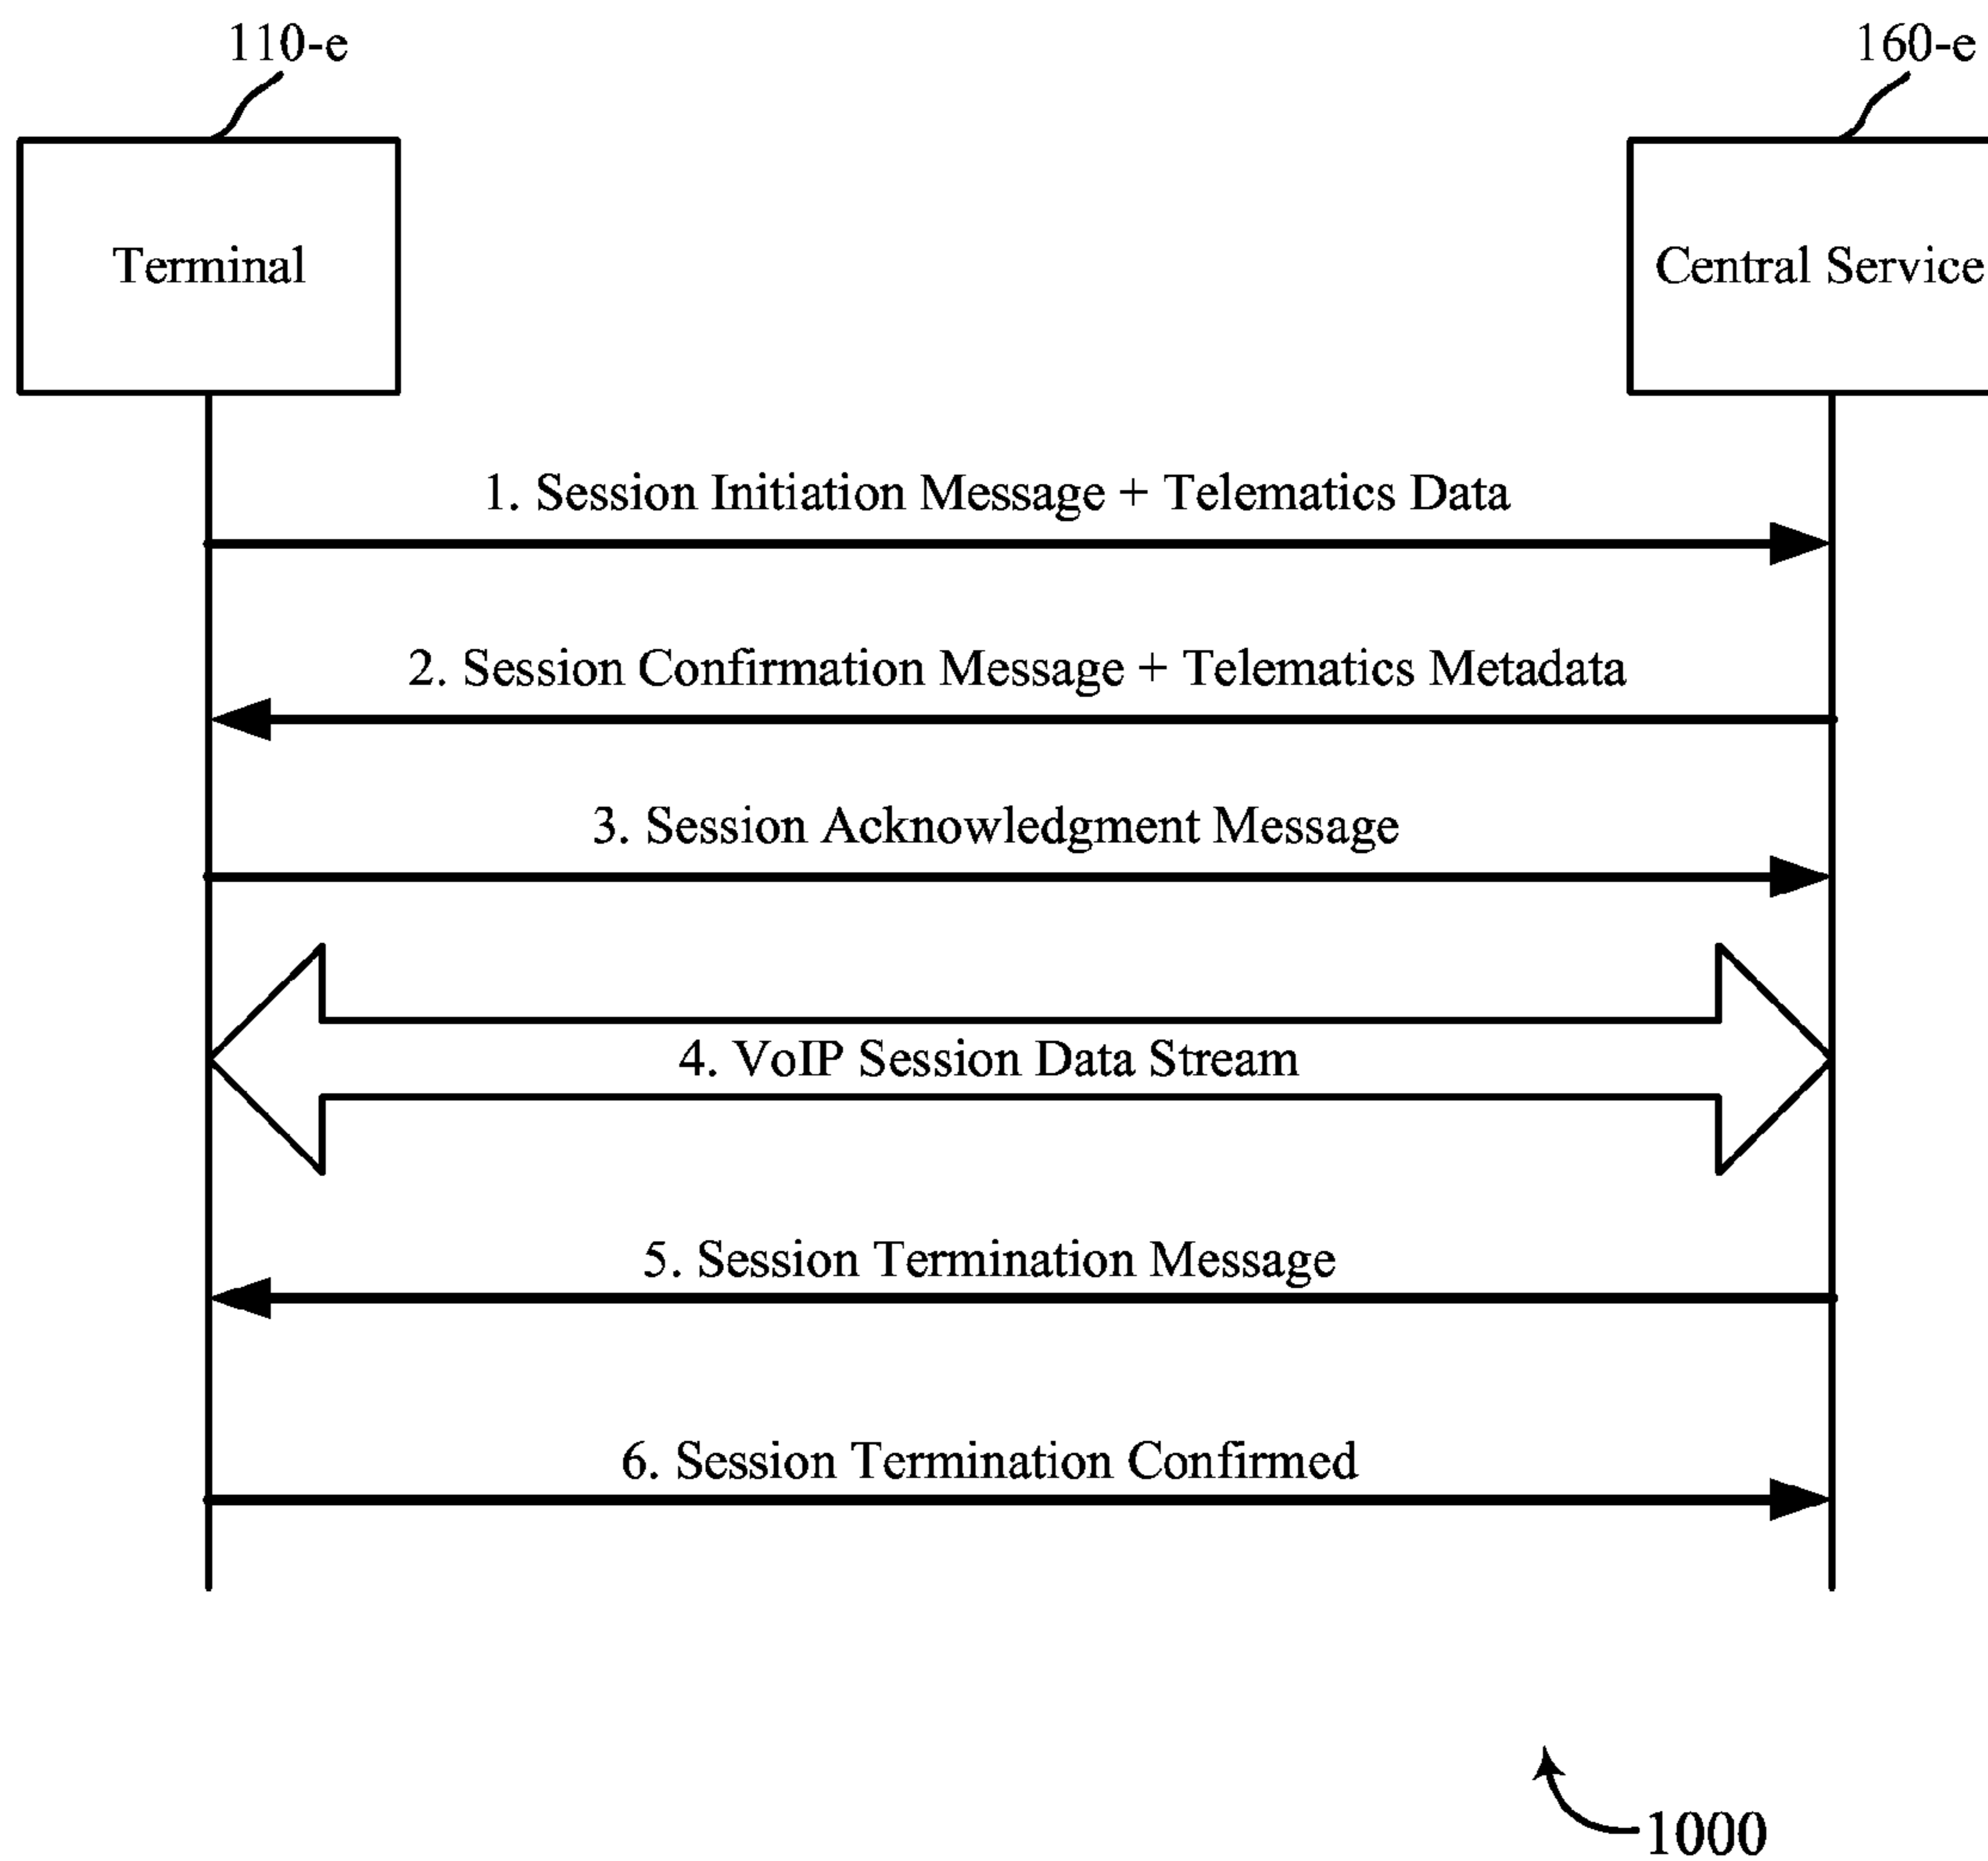 110-e
160-e
Terminal
Central Service
1. Session Initiation Message + Telematics Data
2. Session Confirmation Message + Telematics Metadata
3. Session Acknowledgment Message
4. VoIP Session Data Stream
5. Session Termination Message
6. Session Termination Confirmed
1000